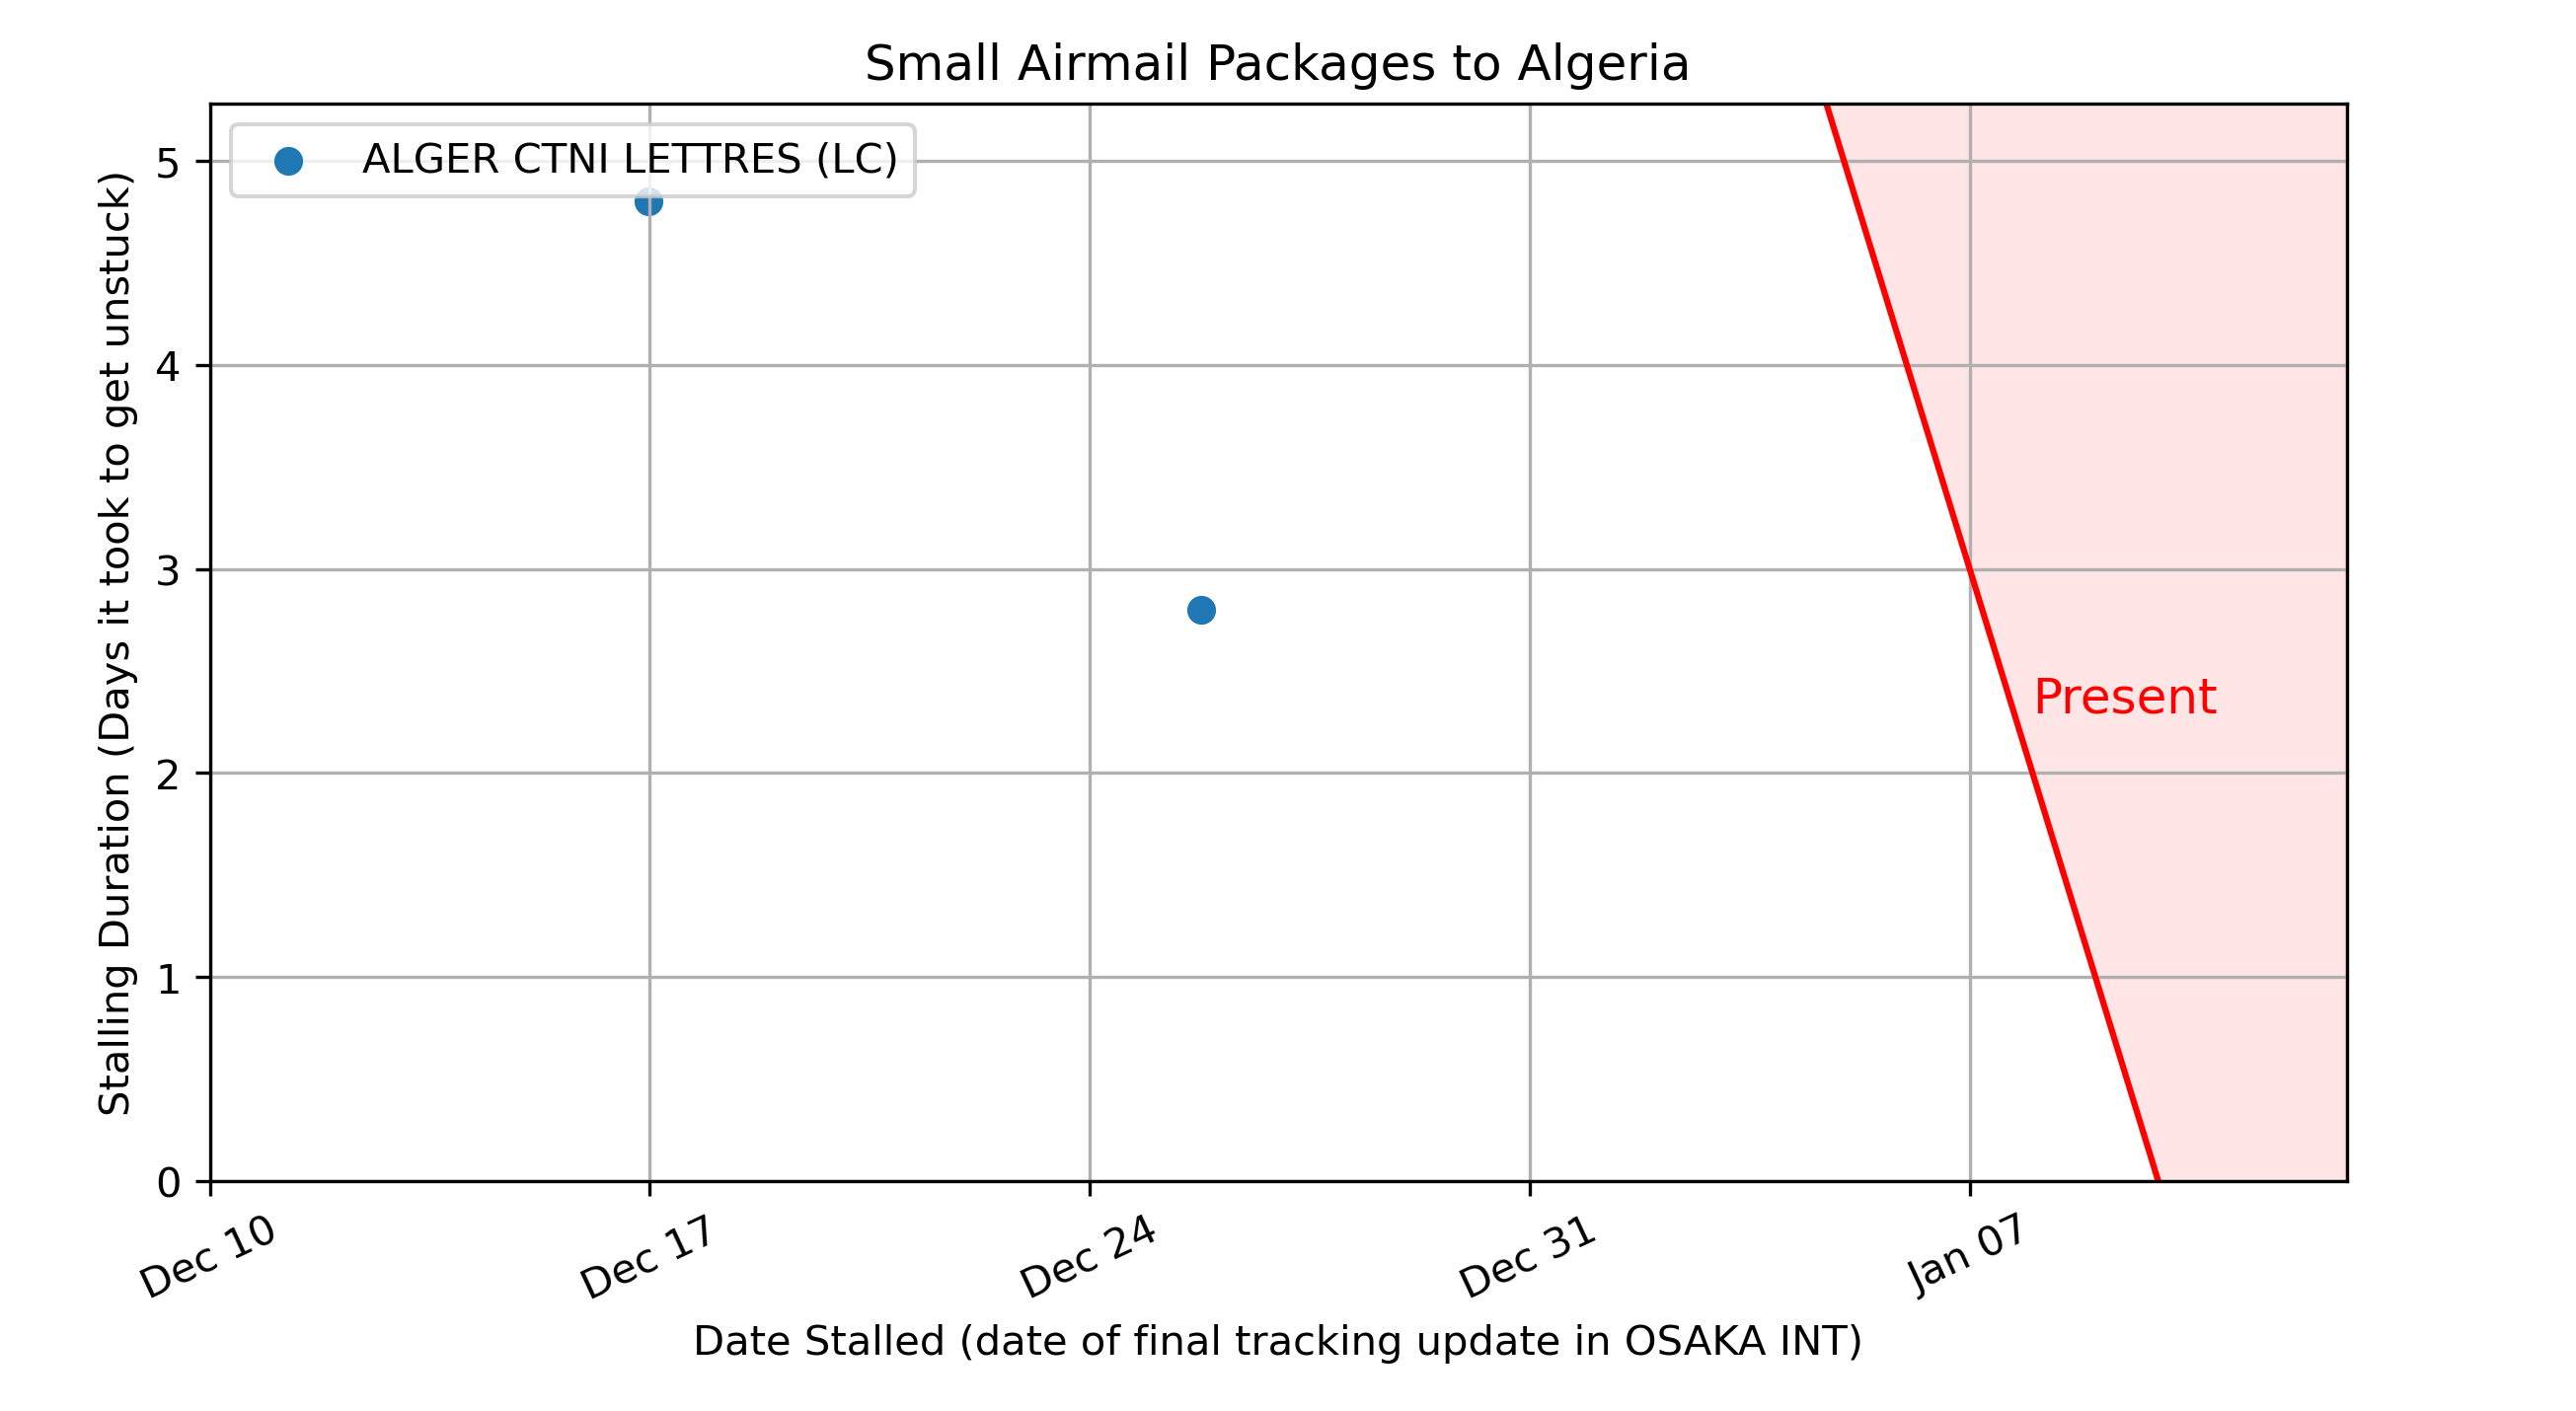 Small Airmail Packages to Algeria
ALGER CTNI LETTRES (LC)
Stalling Duration (Days it took to get unstuck)
5
4
3
2
1
0
Present
Dec 10
Dec 17
Dec 24
Dec 31
Jan 07
Date Stalled (date of final tracking update in OSAKA INT)